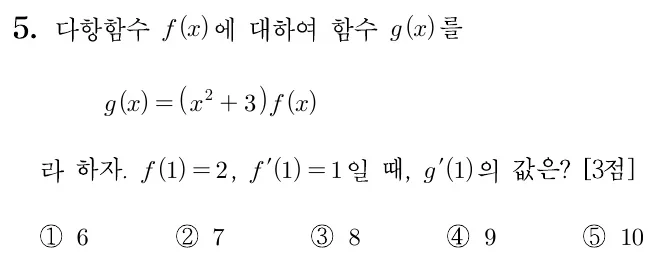 5. 다항함수 f(x)에 대하여 함수 g(x)를
g(x)=(x²+3)f(x)
라 하자. f(1)=2, f′(1)=1일 때, g′(1)의 값은? [3점]
① 6 ② 7 ③ 8 ④ 9 ⑤ 10